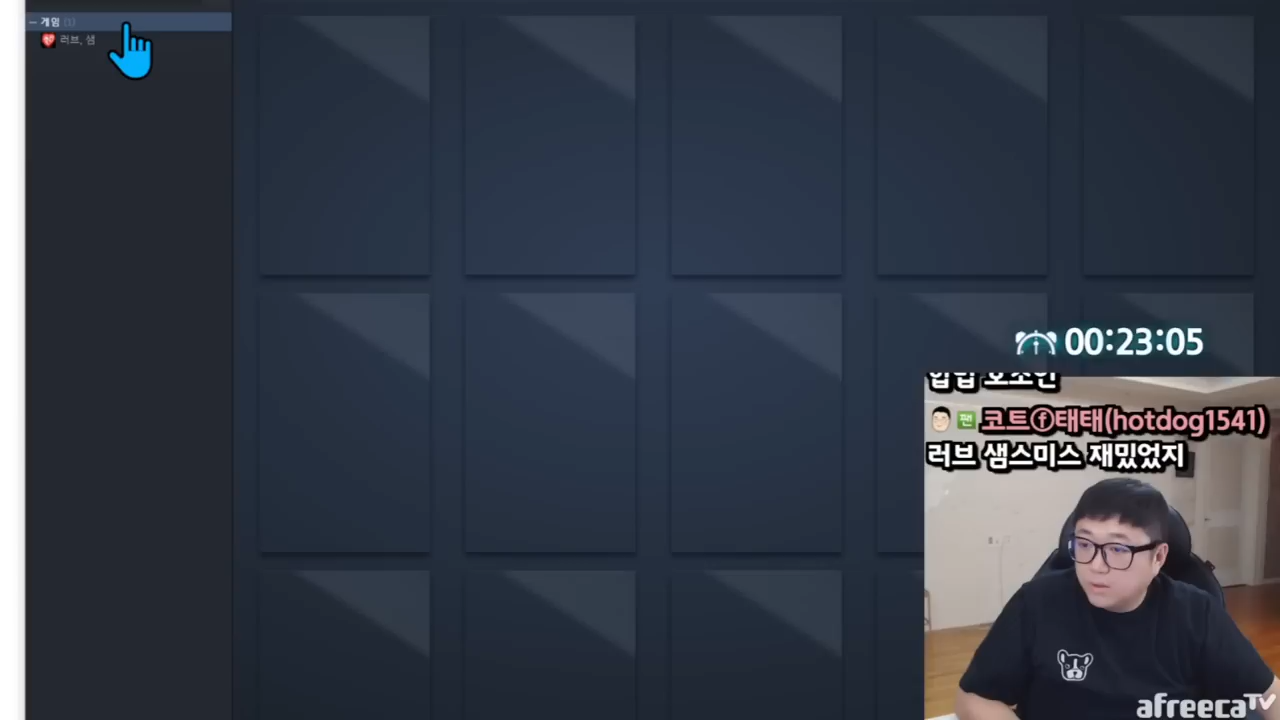 게임 (1)
러브, 샘
00:23:05
코트ⓕ태태(hotdog1541)
러브 샘스미스 재밌었지
afreecaTV